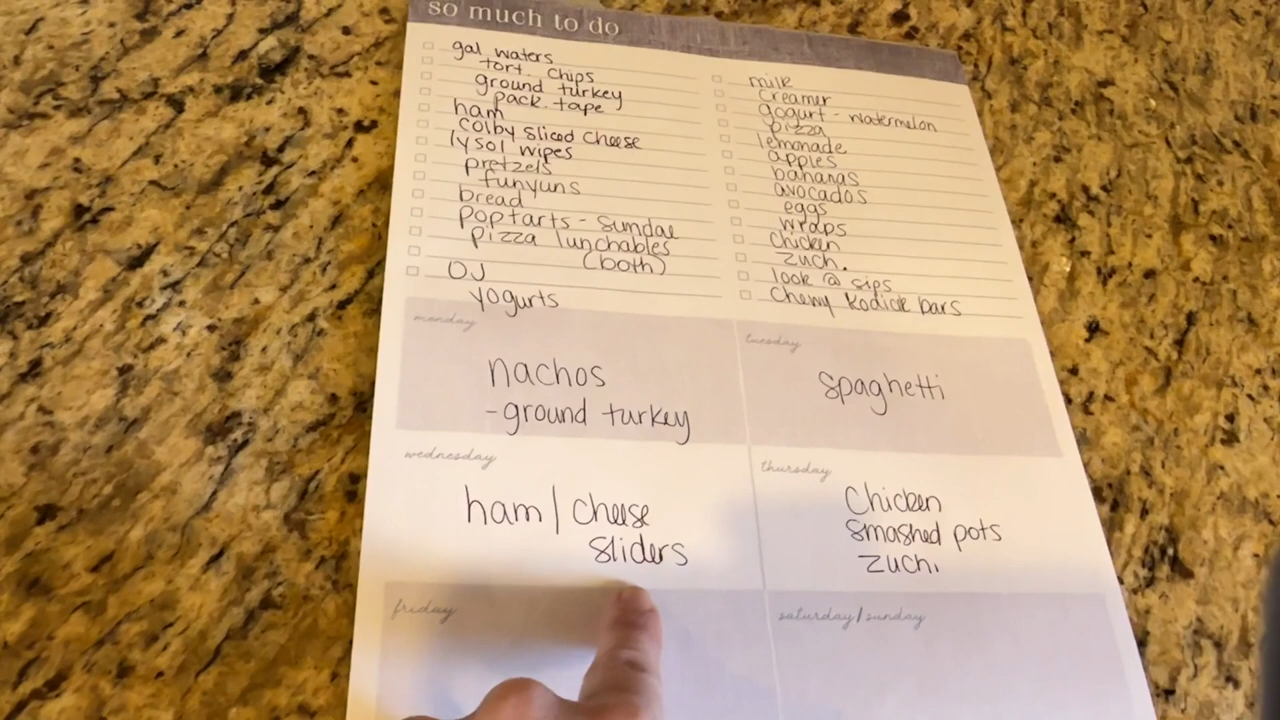 so much to do
gal waters
tort. chips
ground turkey
pack tape
ham
colby sliced cheese
lysol wipes
pretzels
funyuns
bread
poptarts - sundae
pizza lunchables
(both)
OJ
yogurts
milk
creamer
yogurt - watermelon
pizza
lemonade
apples
bananas
avocados
eggs
wraps
chicken
zuch.
look @ sips
chewy kodiak bars
monday
nachos
-ground turkey
tuesday
spaghetti
wednesday
ham/cheese
sliders
thursday
chicken
smashed pots
zuch.
friday
saturday/sunday